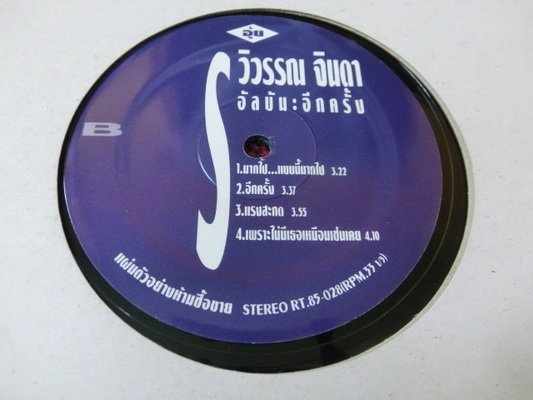 อุ๋ย
วิวรรณ จินดา
อัลบัม:อีกครั้ง
B
S
1.มากไป...แบบนี้มากไป 3.22
2.อีกครั้ง 3.37
3.แรงสะกด 3.55
4.เพราะไม่มีเธอเหมือนเช่นเคย 4.10
แผ่นตัวอย่างห้ามซื้อขาย STEREO RT.85-028(RPM.33 1/3)